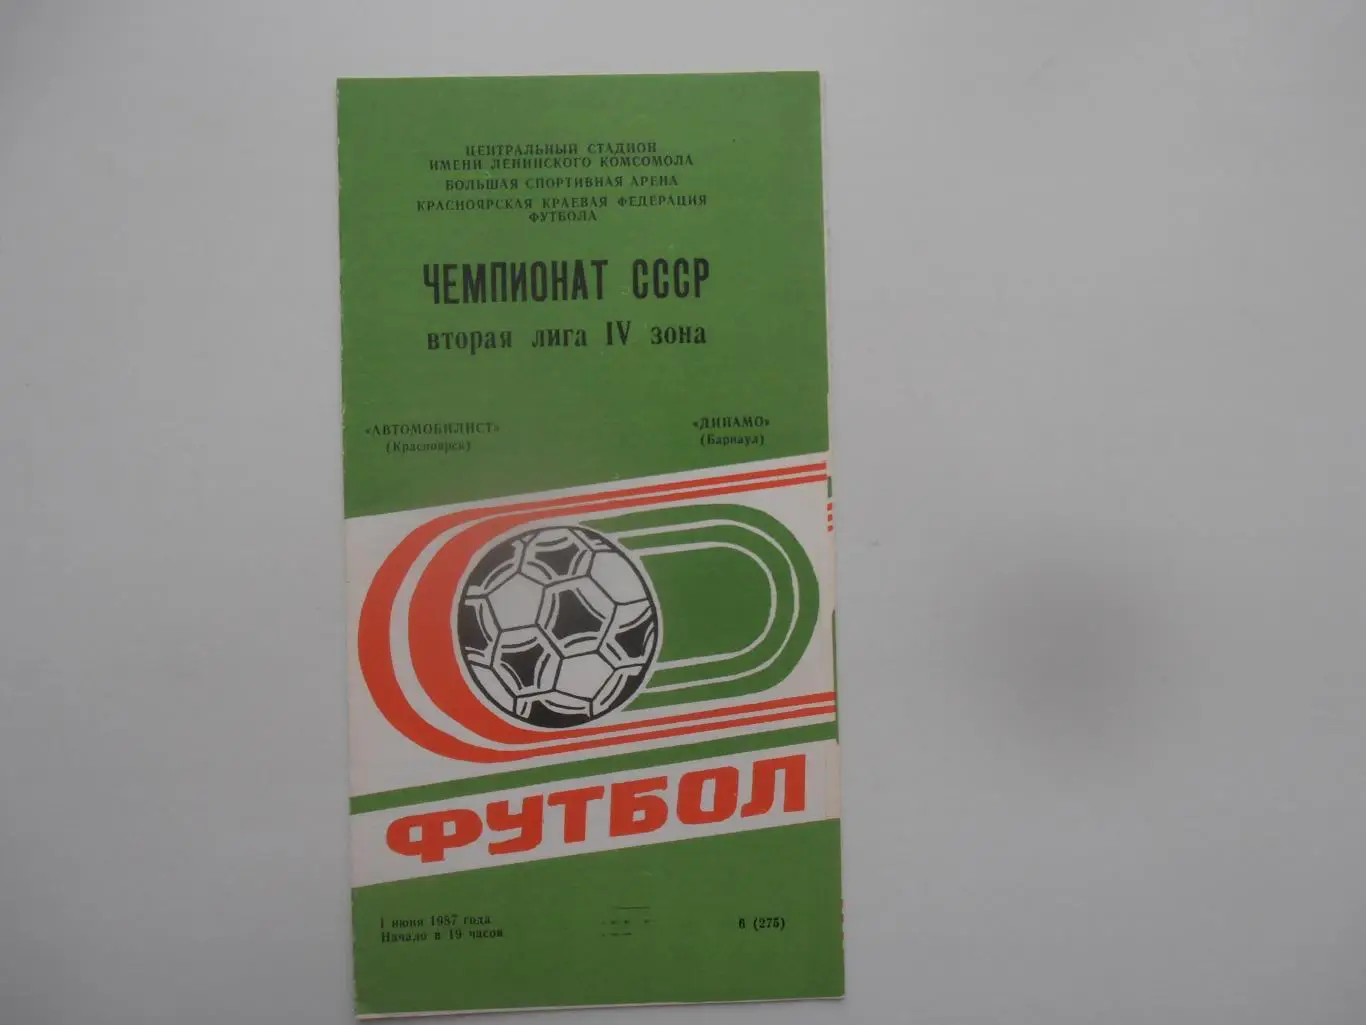 ЦЕНТРАЛЬНЫЙ СТАДИОН
ИМЕНИ ЛЕНИНСКОГО КОМСОМОЛА
БОЛЬШАЯ СПОРТИВНАЯ АРЕНА
КРАСНОЯРСКАЯ КРАЕВАЯ ФЕДЕРАЦИЯ
ФУТБОЛА
ЧЕМПИОНАТ СССР
вторая лига IV зона
«АВТОМОБИЛИСТ»
(Красноярск)
«ДИНАМО»
(Барнаул)
ФУТБОЛ
1 июня 1987 года
Начало в 19 часов
6 (275)